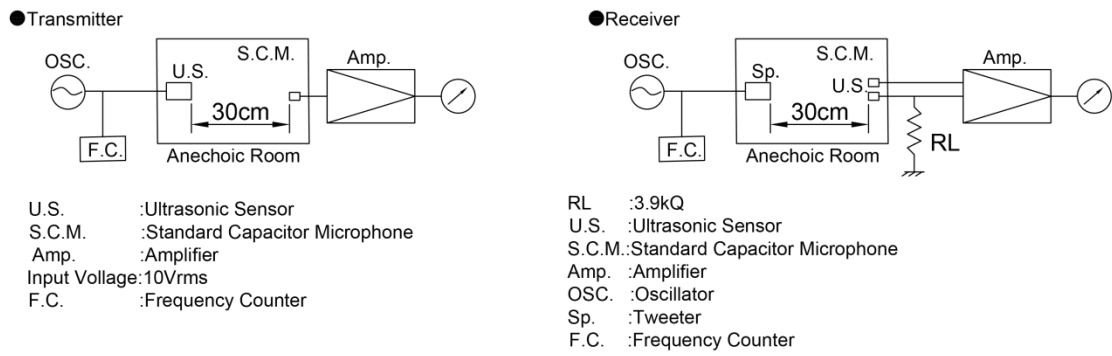 ●Transmitter
OSC.
U.S.
S.C.M.
Amp.
30cm
F.C.
Anechoic Room
U.S. :Ultrasonic Sensor
S.C.M. :Standard Capacitor Microphone
Amp. :Amplifier
Input Vollage:10Vrms
F.C. :Frequency Counter
●Receiver
OSC.
Sp.
S.C.M.
U.S.
Amp.
30cm
RL
F.C.
Anechoic Room
RL :3.9kQ
U.S. :Ultrasonic Sensor
S.C.M.:Standard Capacitor Microphone
Amp. :Amplifier
OSC. :Oscillator
Sp. :Tweeter
F.C. :Frequency Counter